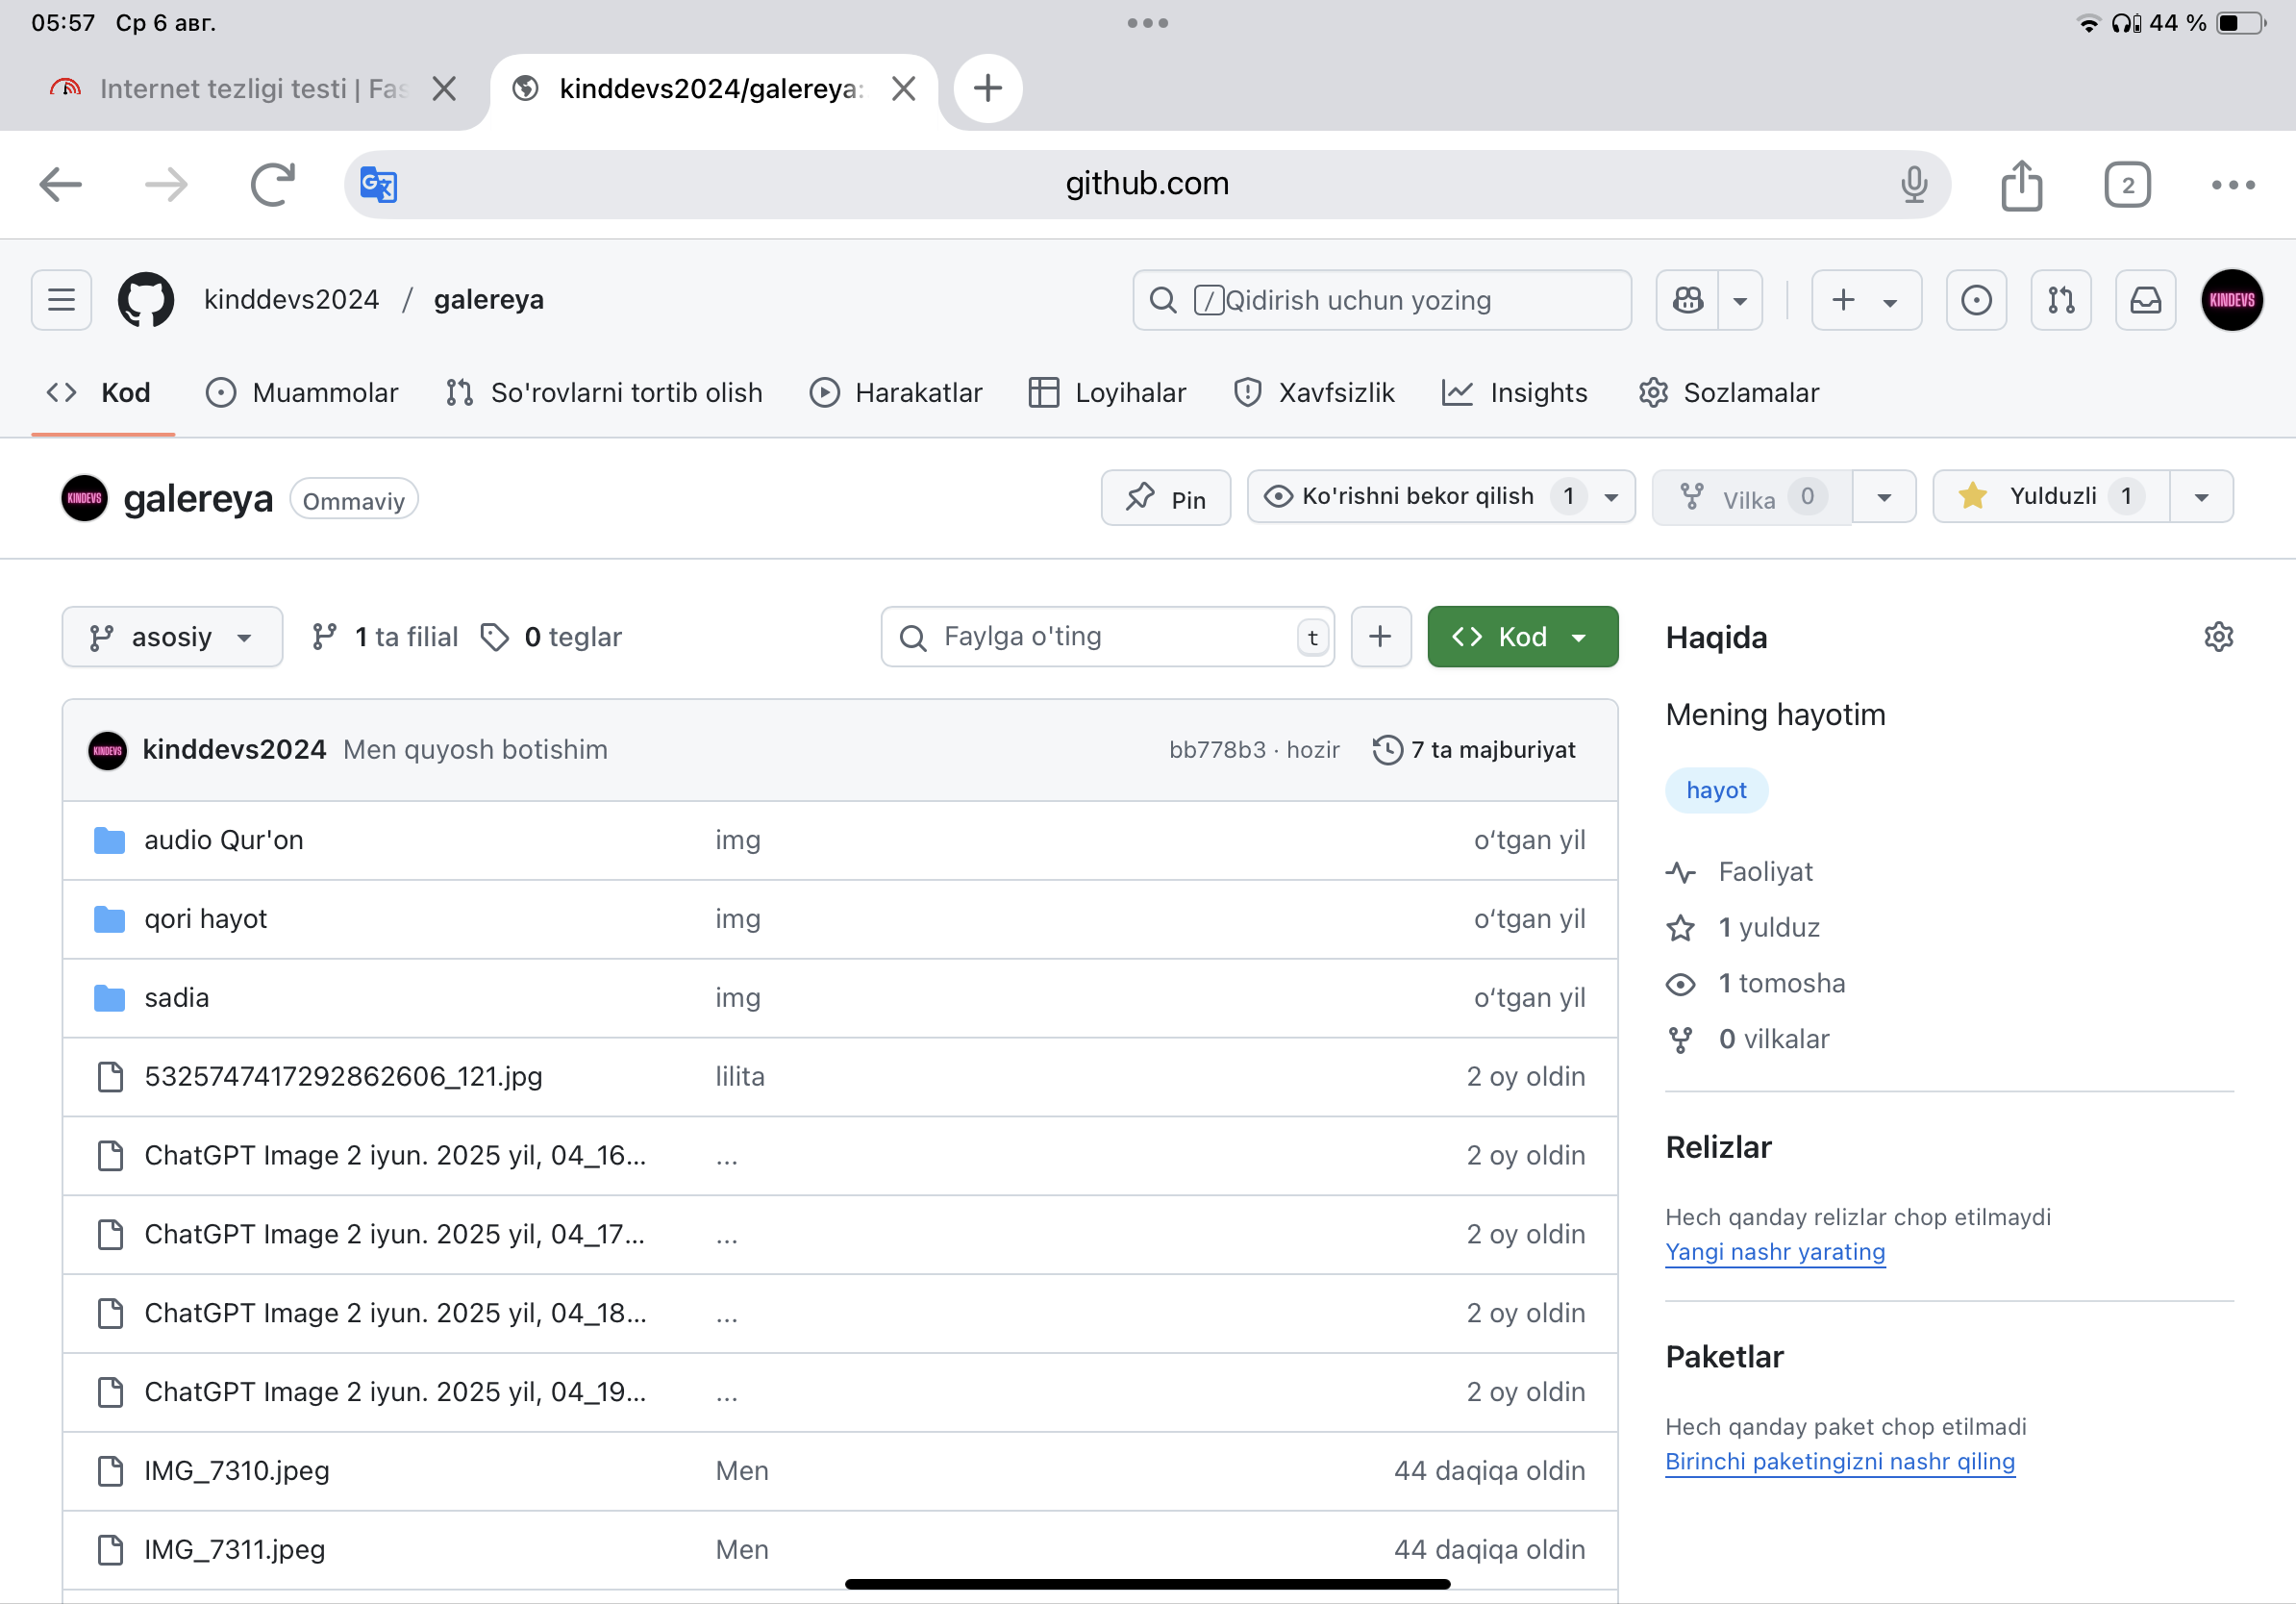 05:57 Ср 6 авг.
44 %
Internet tezligi testi | Fas
kinddevs2024/galereya:
github.com
2
kinddevs2024 / galereya
/ Qidirish uchun yozing
KINDEVS
Kod
Muammolar
So'rovlarni tortib olish
Harakatlar
Loyihalar
Xavfsizlik
Insights
Sozlamalar
KINDEVS
galereya
Ommaviy
Pin
Ko'rishni bekor qilish 1
Vilka 0
Yulduzli 1
asosiy
1 ta filial
0 teglar
Faylga o'ting
t
Kod
KINDEVS
kinddevs2024 Men quyosh botishim
bb778b3 · hozir
7 ta majburiyat
audio Qur'on img oʻtgan yil
qori hayot img oʻtgan yil
sadia img oʻtgan yil
5325747417292862606_121.jpg lilita 2 oy oldin
ChatGPT Image 2 iyun. 2025 yil, 04_16... ... 2 oy oldin
ChatGPT Image 2 iyun. 2025 yil, 04_17... ... 2 oy oldin
ChatGPT Image 2 iyun. 2025 yil, 04_18... ... 2 oy oldin
ChatGPT Image 2 iyun. 2025 yil, 04_19... ... 2 oy oldin
IMG_7310.jpeg Men 44 daqiqa oldin
IMG_7311.jpeg Men 44 daqiqa oldin
Haqida
Mening hayotim
hayot
Faoliyat
1 yulduz
1 tomosha
0 vilkalar
Relizlar
Hech qanday relizlar chop etilmaydi
Yangi nashr yarating
Paketlar
Hech qanday paket chop etilmadi
Birinchi paketingizni nashr qiling